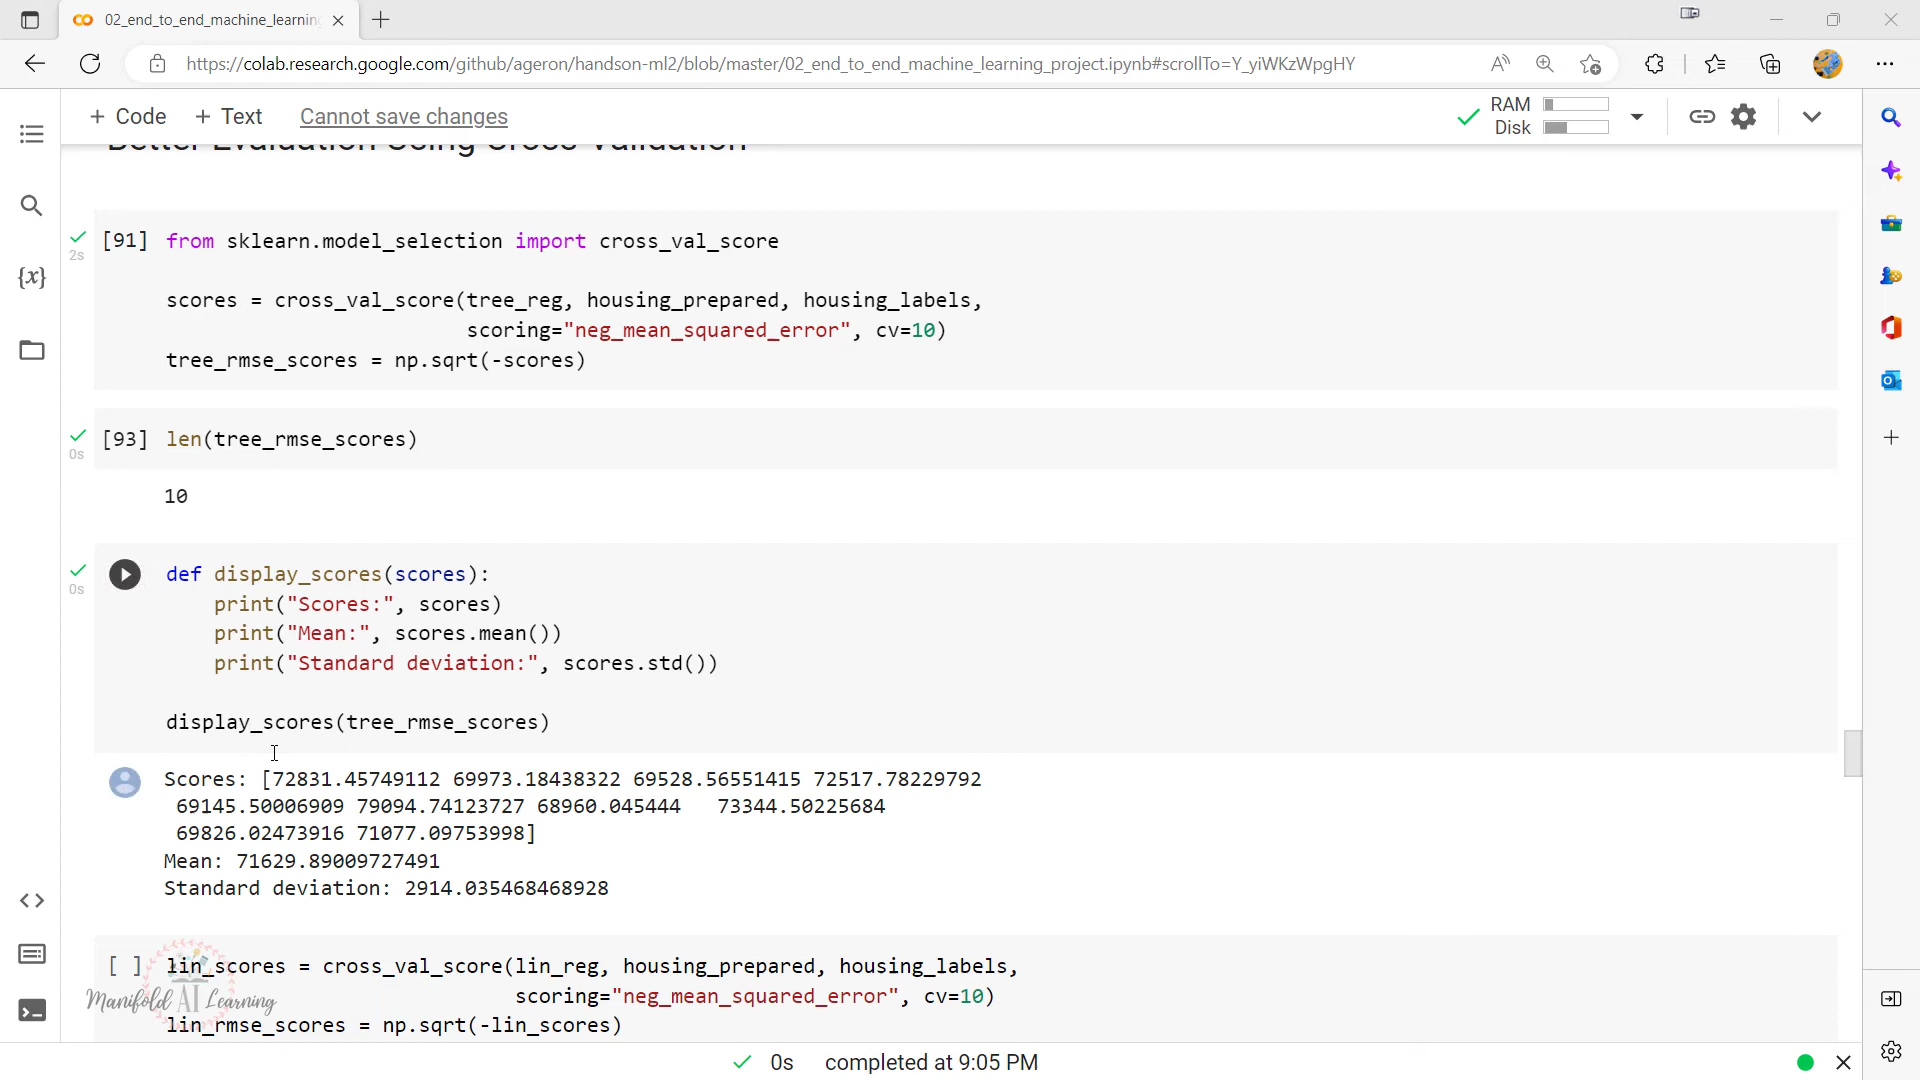 02_end_to_end_machine_learning
https://colab.research.google.com/github/ageron/handson-ml2/blob/master/02_end_to_end_machine_learning_project.ipynb#scrollTo=Y_yiWKzWpgHY
+ Code + Text Cannot save changes
RAM
Disk
Better Evaluation Using Cross-Validation
[91] from sklearn.model_selection import cross_val_score
2s
scores = cross_val_score(tree_reg, housing_prepared, housing_labels,
scoring="neg_mean_squared_error", cv=10)
tree_rmse_scores = np.sqrt(-scores)
[93] len(tree_rmse_scores)
0s
10
def display_scores(scores):
0s
print("Scores:", scores)
print("Mean:", scores.mean())
print("Standard deviation:", scores.std())
display_scores(tree_rmse_scores)
Scores: [72831.45749112 69973.18438322 69528.56551415 72517.78229792
69145.50006909 79094.74123727 68960.045444 73344.50225684
69826.02473916 71077.09753998]
Mean: 71629.89009727491
Standard deviation: 2914.035468468928
[ ] lin_scores = cross_val_score(lin_reg, housing_prepared, housing_labels,
scoring="neg_mean_squared_error", cv=10)
lin_rmse_scores = np.sqrt(-lin_scores)
Manifold AI Learning
0s completed at 9:05 PM